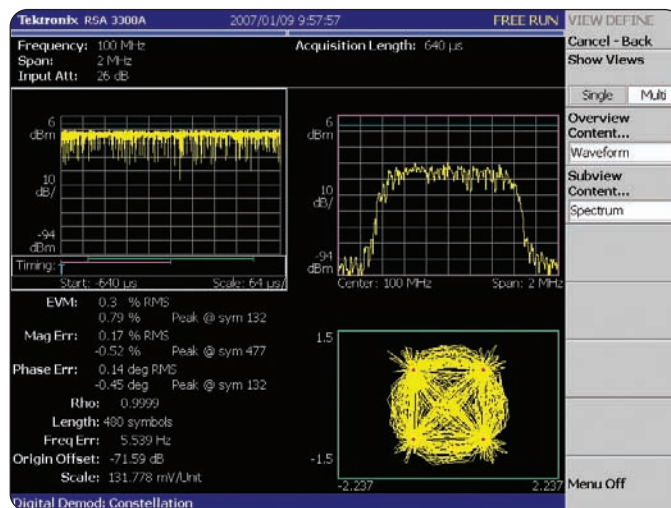 Tektronix RSA 3300A 2007/01/09 9:57:57 FREE RUN
Frequency: 100 MHz Acquisition Length: 640 µs
Span: 2 MHz
Input Att: 26 dB
6
dBm
10
dB/
-94
dBm
Timing:
Start: -640 µs Scale: 64 µs/
6
dBm
10
dB/
-94
dBm
Center: 100 MHz Span: 2 MHz
EVM: 0.3 % RMS
0.79 % Peak @ sym 132
Mag Err: 0.17 % RMS
-0.52 % Peak @ sym 477
Phase Err: 0.14 deg RMS
-0.45 deg Peak @ sym 132
Rho: 0.9999
Length: 480 symbols
Freq Err: 5.539 Hz
Origin Offset: -71.59 dB
Scale: 131.778 mV/Unit
1.5
-1.5
-2.237 2.237
Digital Demod: Constellation
VIEW DEFINE
Cancel - Back
Show Views
Single Multi
Overview
Content...
Waveform
Subview
Content...
Spectrum
Menu Off